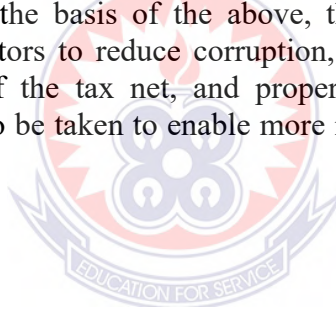 the basis of the above, th
tors to reduce corruption,
f the tax net, and proper
o be taken to enable more r
EDUCATION FOR SERVICE